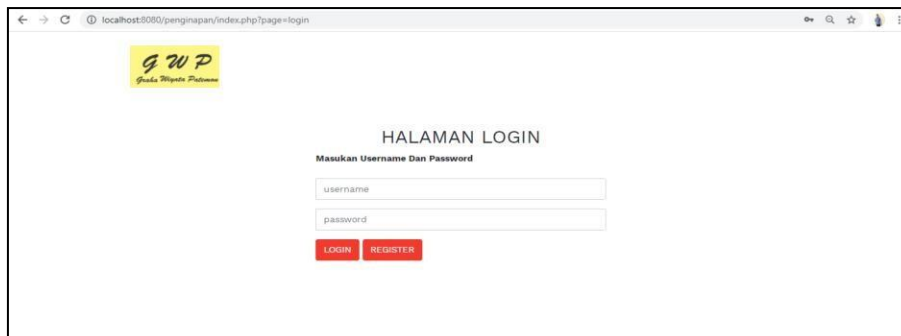 localhost:8080/penginapan/index.php?page=login
G W P
Graha Wiyata Patemon
HALAMAN LOGIN
Masukan Username Dan Password
username
password
LOGIN REGISTER